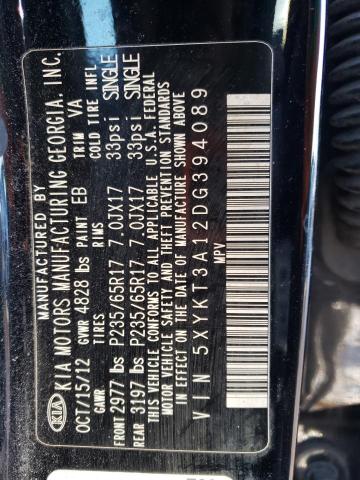 MANUFACTURED BY
KIA KIA MOTORS MANUFACTURING GEORGIA, INC.
OCT/15/12 GVWR 4828 lbs PAINT EB TRIM VA
GAWR TIRES RIMS COLD TIRE INFL
FRONT 2977 lbs P235/65R17 7.0JX17 33psi SINGLE
REAR 3197 lbs P235/65R17 7.0JX17 33psi SINGLE
THIS VEHICLE CONFORMS TO ALL APPLICABLE U.S.A. FEDERAL
MOTOR VEHICLE SAFETY AND THEFT PREVENTION STANDARDS
IN EFFECT ON THE DATE OF MANUFACTURE SHOWN ABOVE
VIN 5XYKT3A12DG394089
MPV